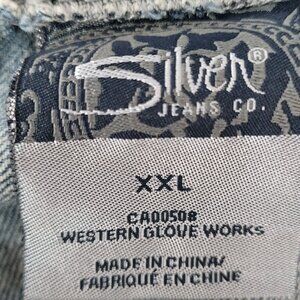 Silver®
JEANS CO.
XXL
CA00508
WESTERN GLOVE WORKS
MADE IN CHINA/
FABRIQUÉ EN CHINE